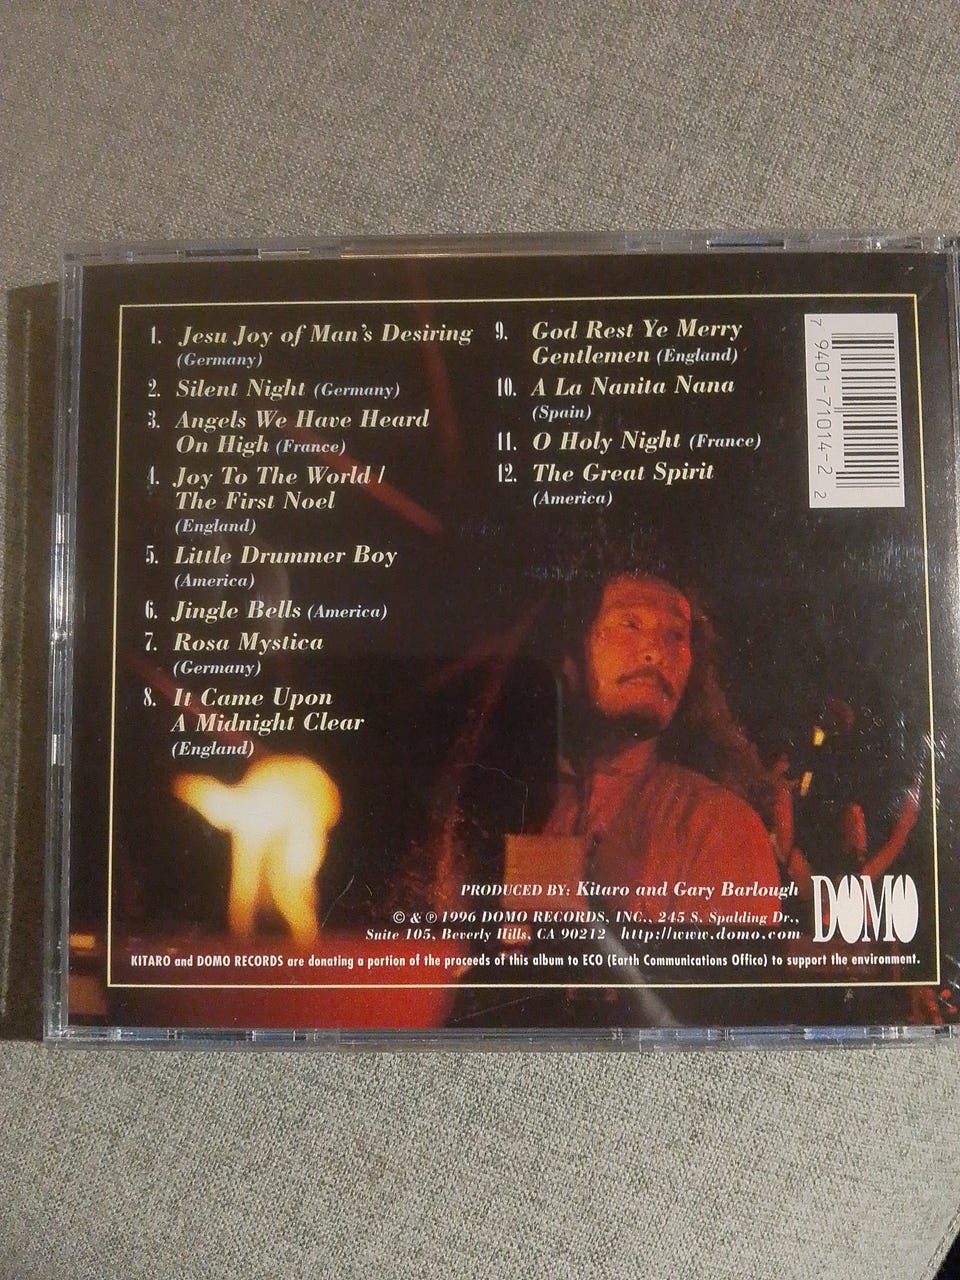 1. Jesu Joy of Man's Desiring
(Germany)
2. Silent Night (Germany)
3. Angels We Have Heard
On High (France)
4. Joy To The World /
The First Noel
(England)
5. Little Drummer Boy
(America)
6. Jingle Bells (America)
7. Rosa Mystica
(Germany)
8. It Came Upon
A Midnight Clear
(England)
9. God Rest Ye Merry
Gentlemen (England)
10. A La Nanita Nana
(Spain)
11. O Holy Night (France)
12. The Great Spirit
(America)
7 9401-71014-2 2
PRODUCED BY: Kitaro and Gary Barlough
© & ℗ 1996 DOMO RECORDS, INC., 245 S. Spalding Dr.,
Suite 105, Beverly Hills, CA 90212 http://www.domo.com
DOMO
KITARO and DOMO RECORDS are donating a portion of the proceeds of this album to ECO (Earth Communications Office) to support the environment.